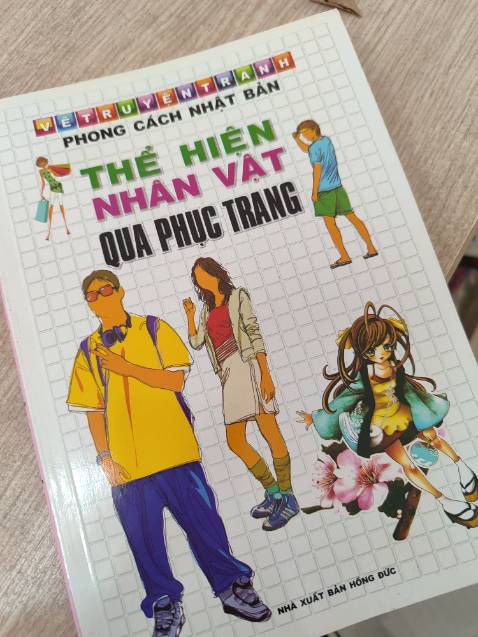 VẼ TRUYỆN TRANH
PHONG CÁCH NHẬT BẢN
THỂ HIỆN
NHÂN VẬT
QUA PHỤC TRANG
NHÀ XUẤT BẢN HỒNG ĐỨC